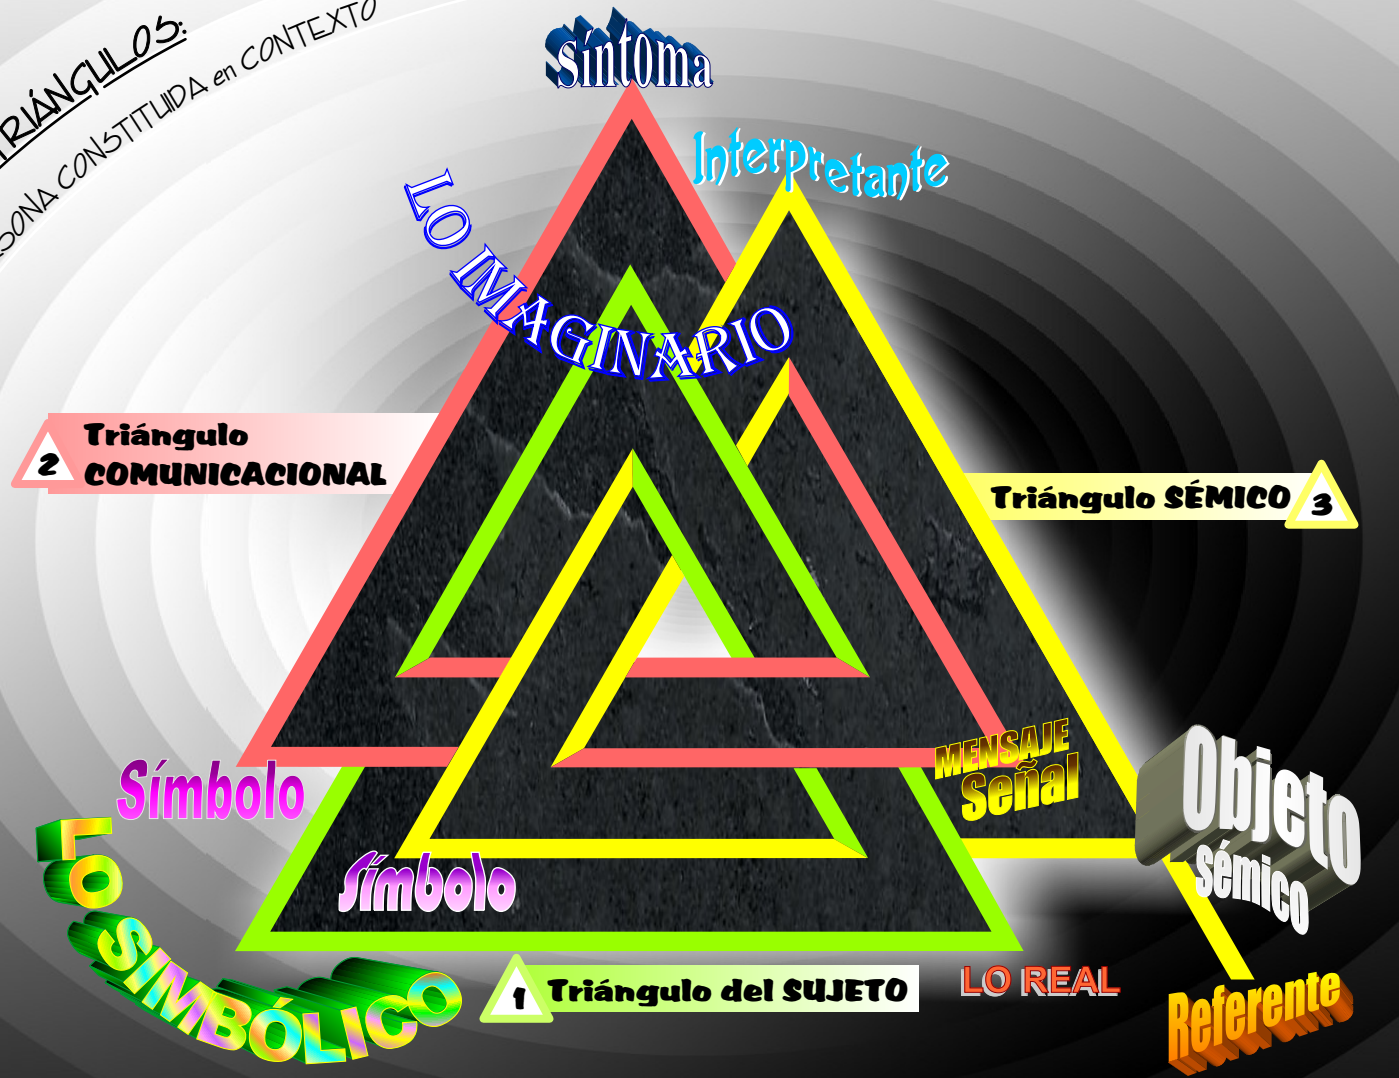 TRIÁNGULOS:
CONSTITUIDA en CONTEXTO
Síntoma
Interpretante
LO IMAGINARIO
2
Triángulo
COMUNICACIONAL
Triángulo SÉMICO
3
MENSAJE
Señal
Símbolo
Objeto
sémico
Símbolo
LO SIMBÓLICO
1
Triángulo del SUJETO
LO REAL
Referente